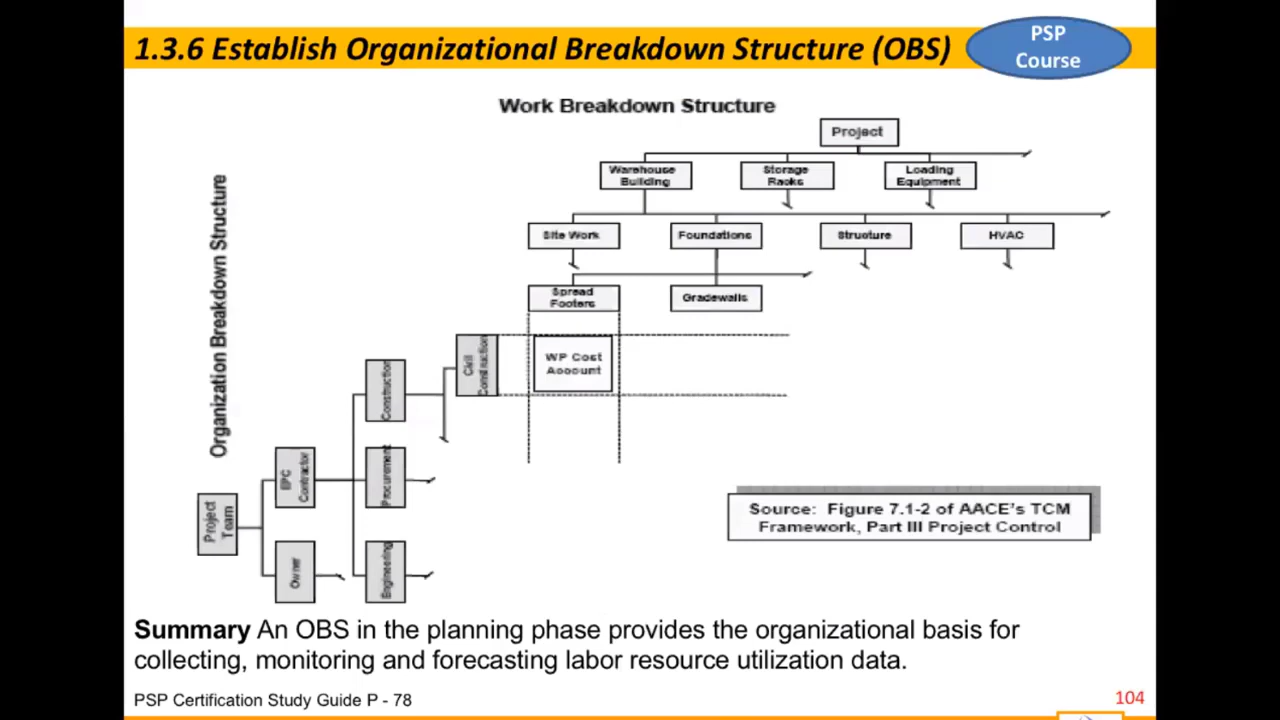 1.3.6 Establish Organizational Breakdown Structure (OBS)
PSP
Course
Work Breakdown Structure
Project
Warehouse
Building
Storage
Racks
Loading
Equipment
Organization Breakdown Structure
Site Work
Foundations
Structure
HVAC
Spread
Footers
Gradewalls
Civil
Construction
WP Cost
Account
Construction
EPC
Contractor
Procurement
Project
Team
Owner
Engineering
Source: Figure 7.1-2 of AACE's TCM
Framework, Part III Project Control
Summary An OBS in the planning phase provides the organizational basis for
collecting, monitoring and forecasting labor resource utilization data.
PSP Certification Study Guide P - 78
104